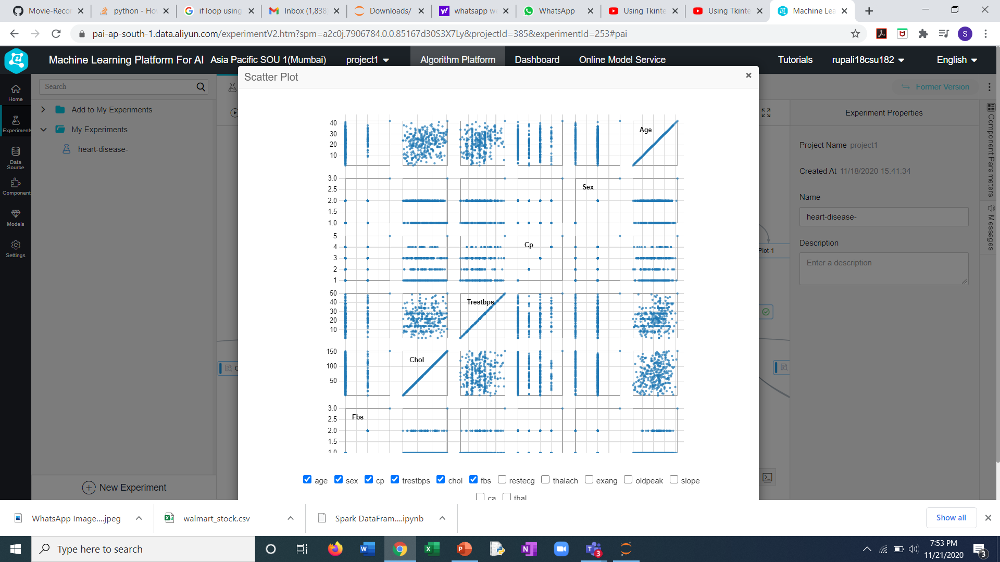 Movie-Recor
python - Ho
if loop using
Inbox (1,838
Downloads/
whatsapp we
WhatsApp
Using Tkinte
Using Tkinte
Machine Lea
pai-ap-south-1.data.aliyun.com/experimentV2.htm?spm=a2c0j.7906784.0.0.85167d30S3X7Ly&projectId=385&experimentId=253#pai
S
Machine Learning Platform For AI
Asia Pacific SOU 1(Mumbai)
project1
Algorithm Platform
Dashboard
Online Model Service
Tutorials
rupali18csu182
English
Home
Experiments
Data
Source
Components
Models
Settings
Search
Add to My Experiments
My Experiments
heart-disease-
New Experiment
Scatter Plot
40
30
20
10
Age
3.0
2.5
2.0
1.5
1.0
Sex
5
4
3
2
1
Cp
50
40
30
20
10
Trestbps
150
100
50
Chol
3.0
2.5
2.0
1.5
1.0
Fbs
age sex cp trestbps chol fbs restecg thalach exang oldpeak slope
ca thal
Plot-1
Former Version
Experiment Properties
Project Name project1
Created At 11/18/2020 15:41:34
Name
heart-disease-
Description
Enter a description
Component Parameters
Messages
WhatsApp Image....jpeg
walmart_stock.csv
Spark DataFram....ipynb
Show all
Type here to search
3
7:53 PM
11/21/2020
3